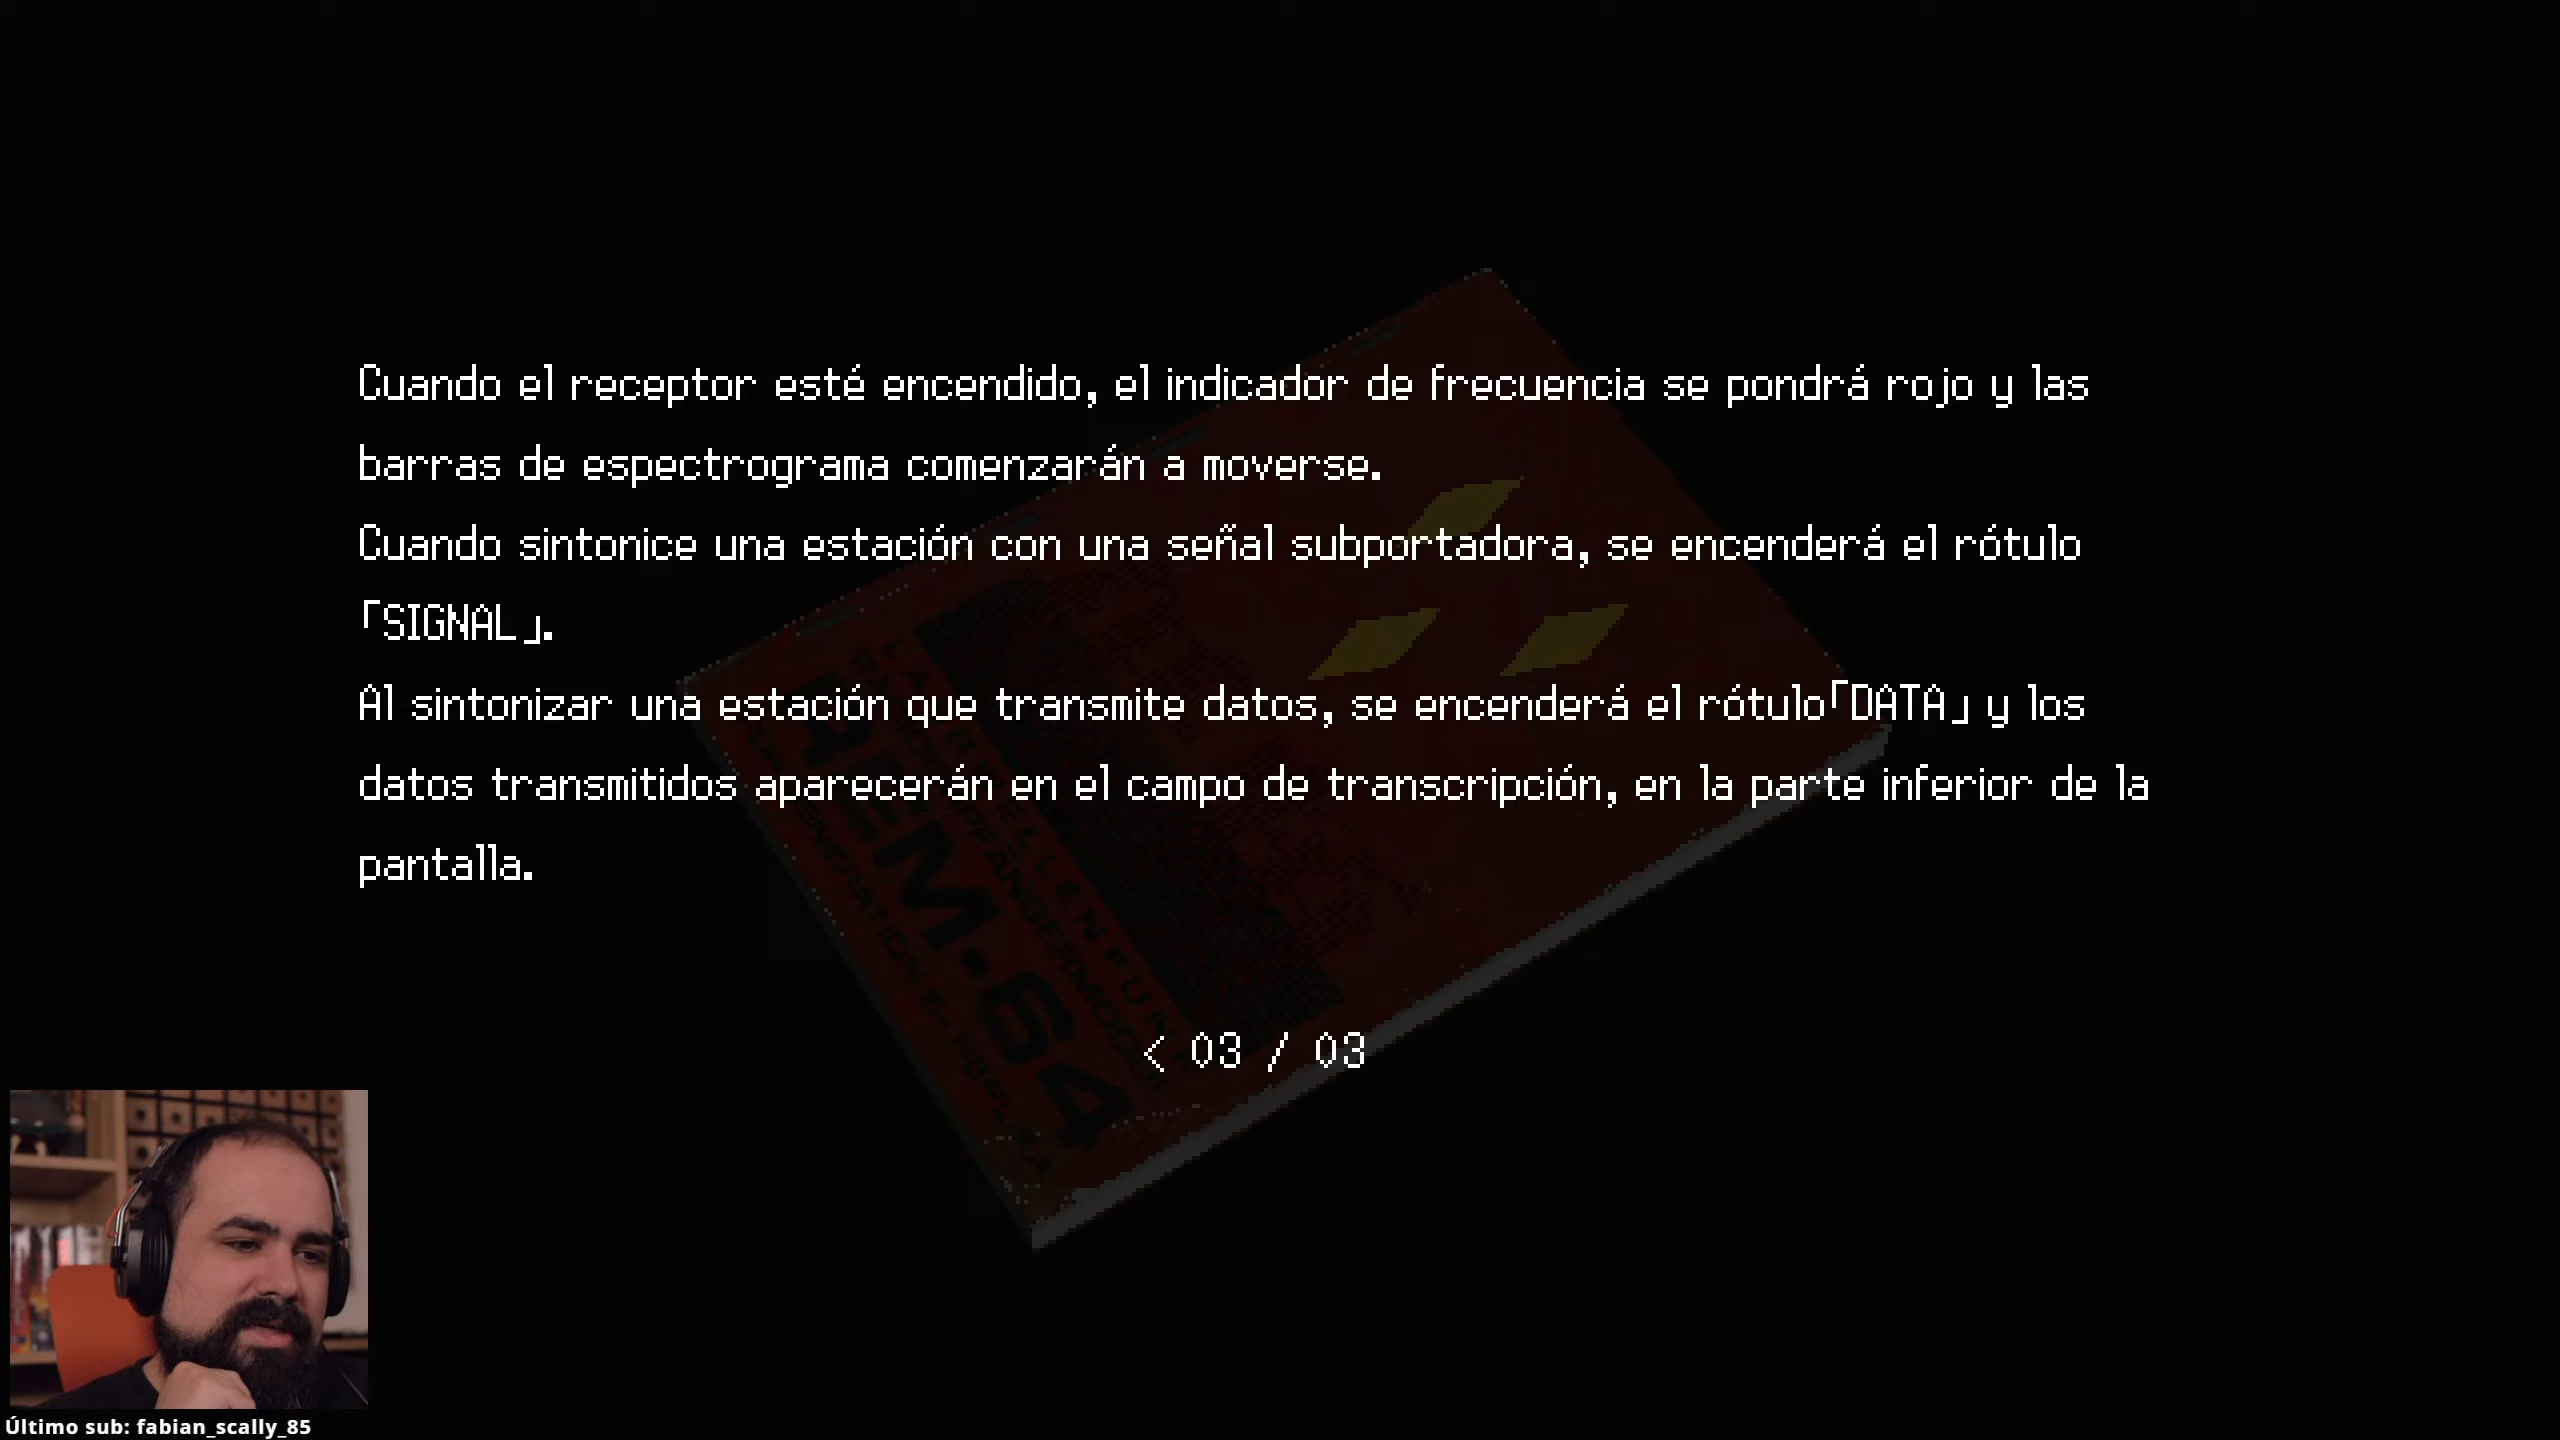 Cuando el receptor esté encendido, el indicador de frecuencia se pondrá rojo y las
barras de espectrograma comenzarán a moverse.
Cuando sintonice una estación con una señal subportadora, se encenderá el rótulo
「SIGNAL」.
Al sintonizar una estación que transmite datos, se encenderá el rótulo「DATA」 y los
datos transmitidos aparecerán en el campo de transcripción, en la parte inferior de la
pantalla.
REM-64
< 03 / 03
Último sub: fabian_scally_85